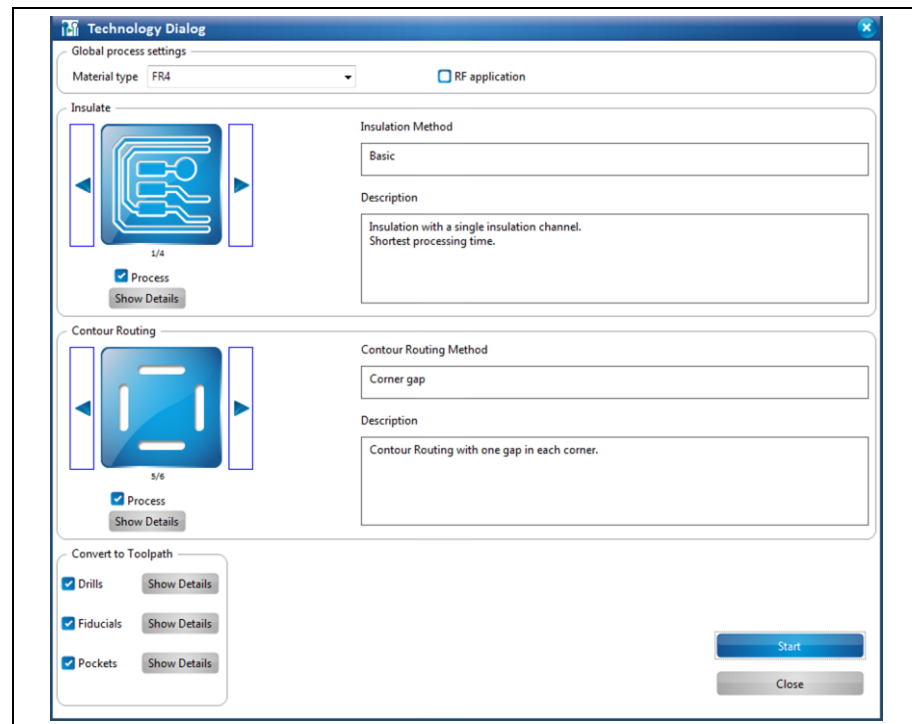 Technology Dialog
Global process settings
Material type FR4 RF application
Insulate
Insulation Method
Basic
Description
Insulation with a single insulation channel.
Shortest processing time.
1/4
Process
Show Details
Contour Routing
Contour Routing Method
Corner gap
Description
Contour Routing with one gap in each corner.
5/6
Process
Show Details
Convert to Toolpath
Drills Show Details
Fiducials Show Details
Pockets Show Details
Start
Close